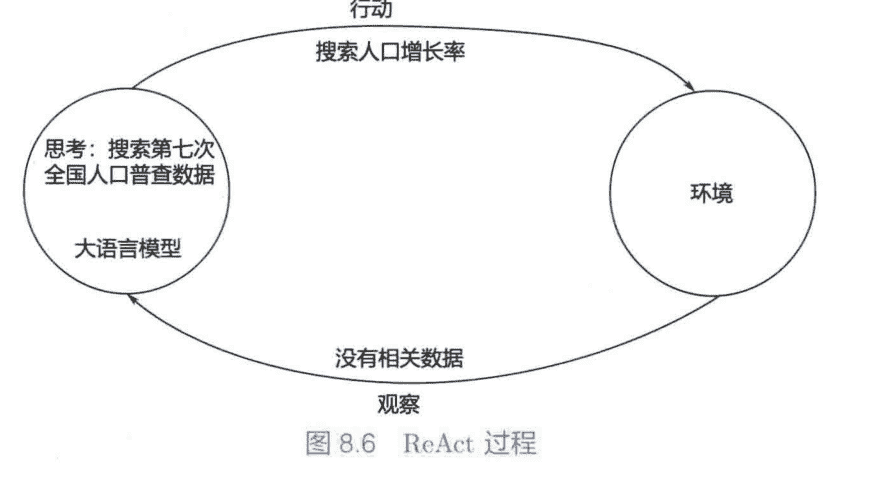 行动
搜索人口增长率
思考：搜索第七次
全国人口普查数据
大语言模型
环境
没有相关数据
观察
图 8.6 ReAct 过程